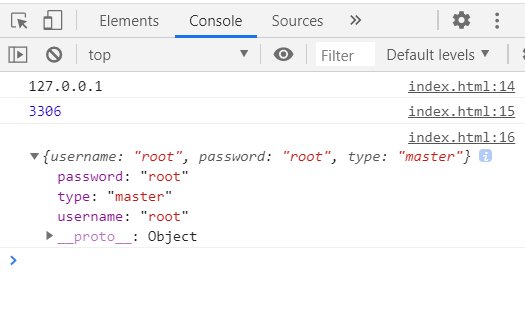 Elements Console Sources
top Filter Default levels
127.0.0.1 index.html:14
3306 index.html:15
index.html:16
{username: "root", password: "root", type: "master"} i
password: "root"
type: "master"
username: "root"
__proto__: Object